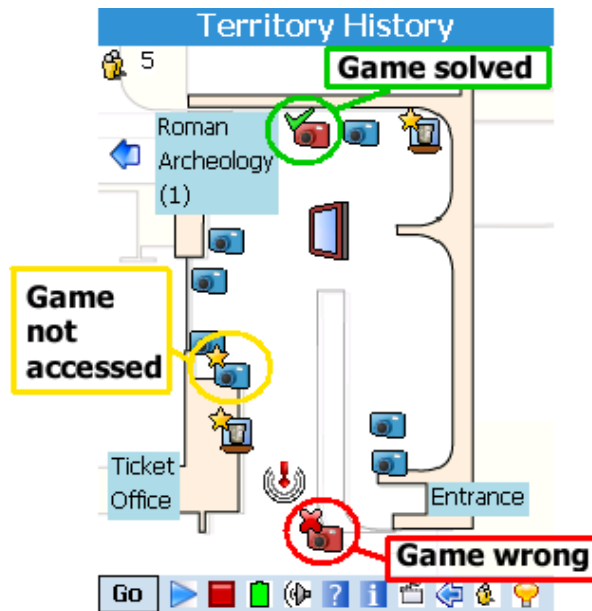 Territory History
5
Game solved
Roman
Archeology
(1)
Game
not
accessed
Ticket
Office
Entrance
Game wrong
Go